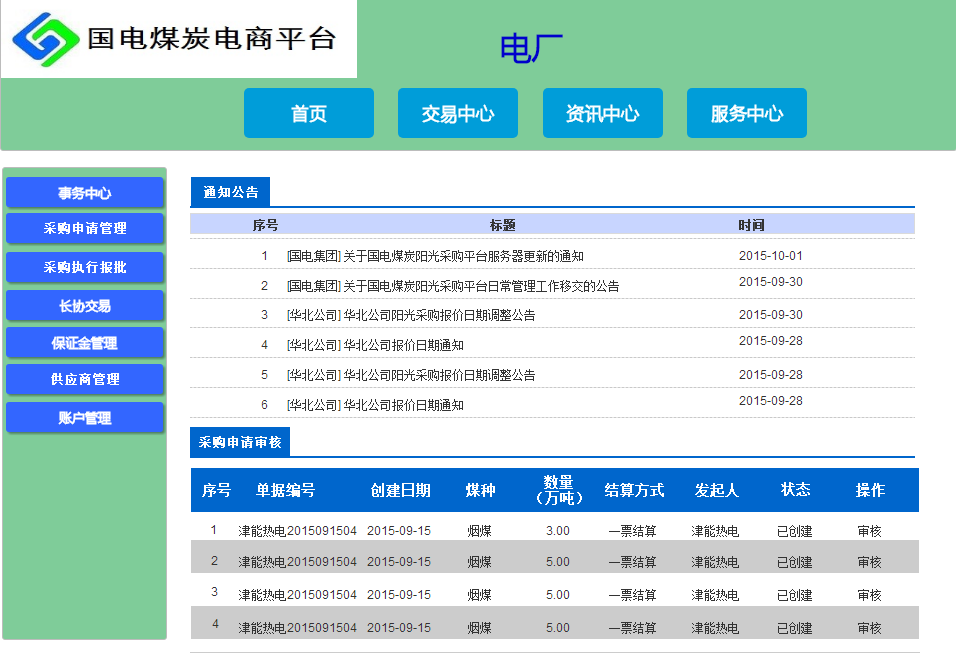 国电煤炭电商平台
电厂
首页 交易中心 资讯中心 服务中心
事务中心
采购申请管理
采购执行报批
长协交易
保证金管理
供应商管理
账户管理
通知公告
序号 标题 时间
1 [国电集团] 关于国电煤炭阳光采购平台服务器更新的通知 2015-10-01
2 [国电集团] 关于国电煤炭阳光采购平台日常管理工作移交的公告 2015-09-30
3 [华北公司] 华北公司阳光采购报价日期调整公告 2015-09-30
4 [华北公司] 华北公司报价日期通知 2015-09-28
5 [华北公司] 华北公司阳光采购报价日期调整公告 2015-09-28
6 [华北公司] 华北公司报价日期通知 2015-09-28
采购申请审核
序号 单据编号 创建日期 煤种 数量（万吨） 结算方式 发起人 状态 操作
1 津能热电2015091504 2015-09-15 烟煤 3.00 一票结算 津能热电 已创建 审核
2 津能热电2015091504 2015-09-15 烟煤 5.00 一票结算 津能热电 已创建 审核
3 津能热电2015091504 2015-09-15 烟煤 5.00 一票结算 津能热电 已创建 审核
4 津能热电2015091504 2015-09-15 烟煤 5.00 一票结算 津能热电 已创建 审核